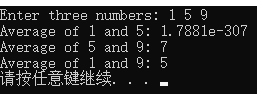 Enter three numbers: 1 5 9
Average of 1 and 5: 1.7881e-307
Average of 5 and 9: 7
Average of 1 and 9: 5
请按任意键继续. . .